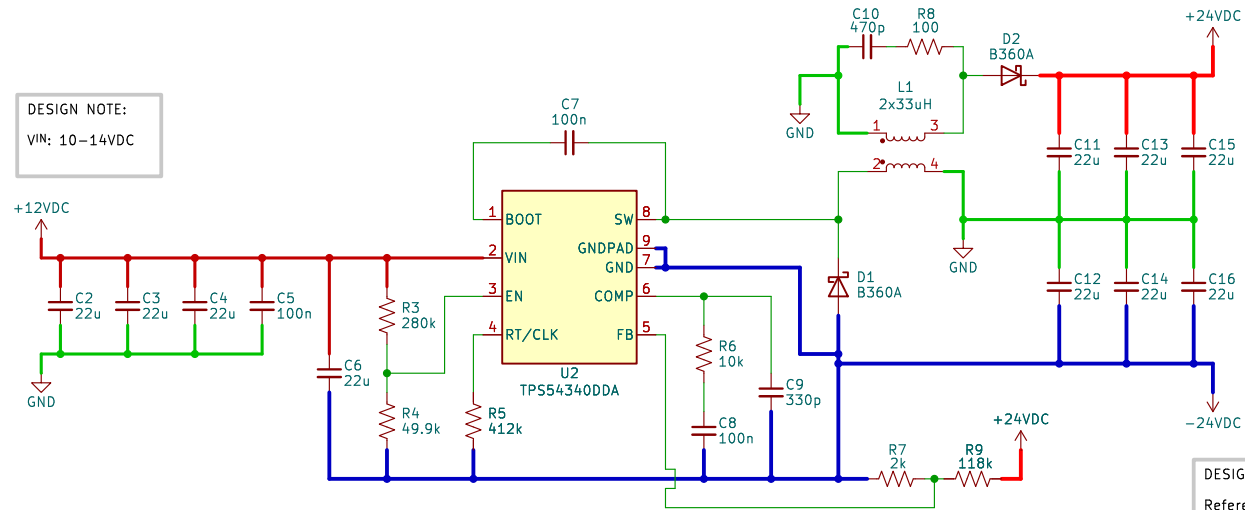 C10
470p
R8
100
+24VDC
D2
B360A
DESIGN NOTE:
VIN: 10-14VDC
C7
100n
L1
2x33uH
GND
1
3
2
4
C11
22u
C13
22u
C15
22u
+12VDC
1
BOOT
SW
8
2
VIN
GNDPAD
9
GND
7
3
EN
COMP
6
4
RT/CLK
FB
5
U2
TPS54340DDA
GND
D1
B360A
C2
22u
C3
22u
C4
22u
C5
100n
R3
280k
C12
22u
C14
22u
C16
22u
GND
C6
22u
R4
49.9k
R5
412k
R6
10k
C9
330p
C8
100n
-24VDC
+24VDC
R7
2k
R9
118k
DESIG
Refere